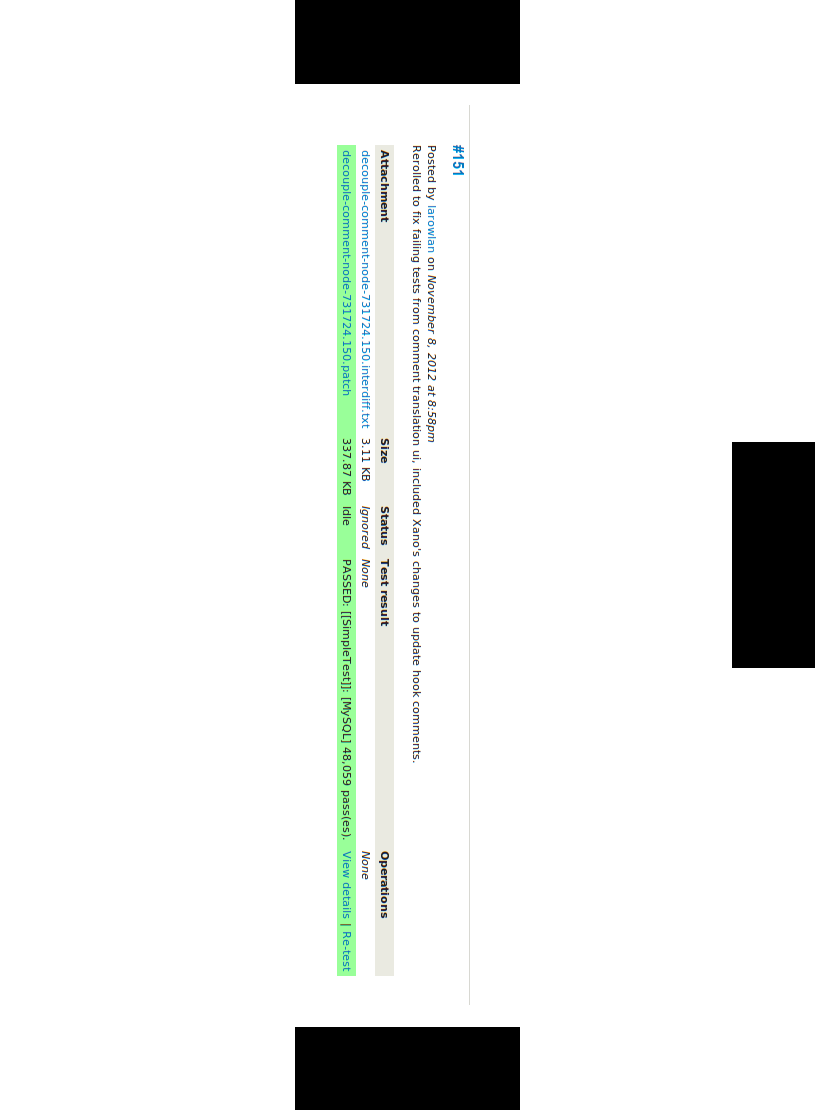 #151
Posted by larowlan on November 8, 2012 at 8:58pm
Rerolled to fix failing tests from comment translation ui, included Xano's changes to update hook comments.
Attachment Size Status Test result Operations
decouple-comment-node-731724.150.interdiff.txt 3.11 KB Ignored None None
decouple-comment-node-731724.150.patch 337.87 KB Idle PASSED: [[SimpleTest]]: [MySQL] 48,059 pass(es). View details | Re-test